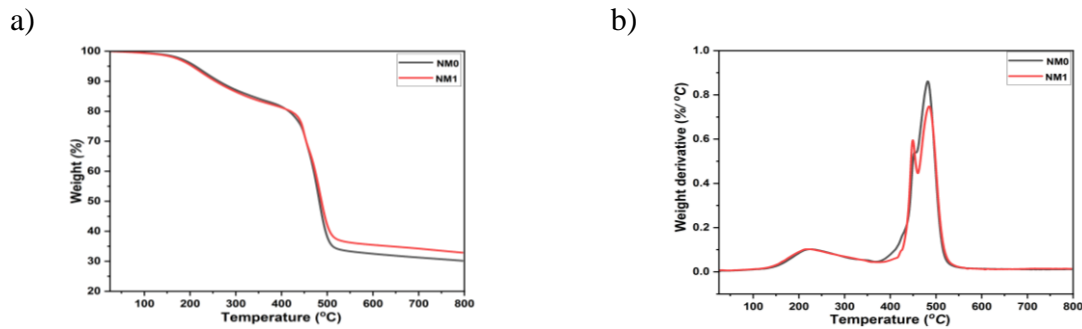 a)
b)
100
90
80
70
60
50
40
30
20
Weight (%)
100 200 300 400 500 600 700 800
Temperature (°C)
NM0
NM1
1.0
0.8
0.6
0.4
0.2
0.0
Weight derivative (%/ °C)
100 200 300 400 500 600 700 800
Temperature (°C)
NM0
NM1